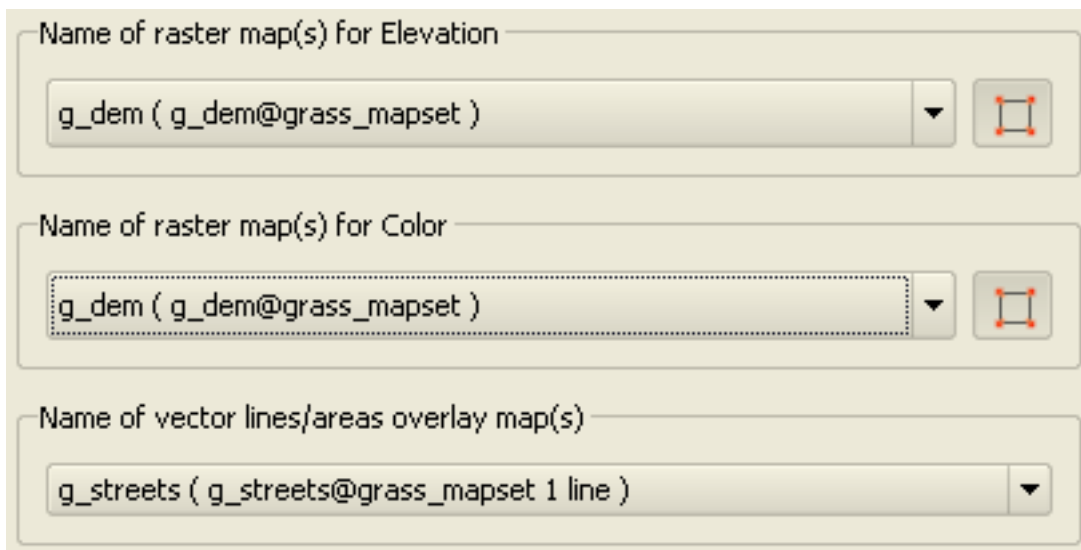 Name of raster map(s) for Elevation
g_dem ( g_dem@grass_mapset )
Name of raster map(s) for Color
g_dem ( g_dem@grass_mapset )
Name of vector lines/areas overlay map(s)
g_streets ( g_streets@grass_mapset 1 line )